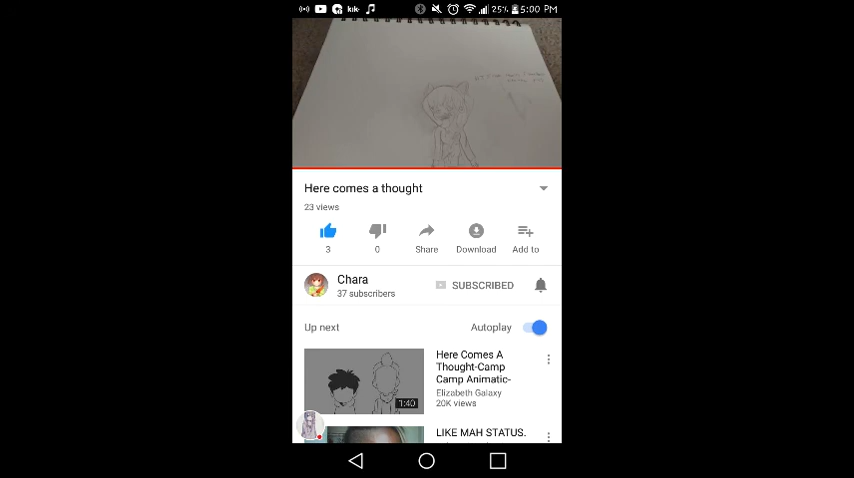 kik
25% 5:00 PM
Here comes a thought
23 views
3
0
Share
Download
Add to
Chara
37 subscribers
SUBSCRIBED
Up next
Autoplay
Here Comes A
Thought-Camp
Camp Animatic-
Elizabeth Galaxy
20K views
1:40
LIKE MAH STATUS.